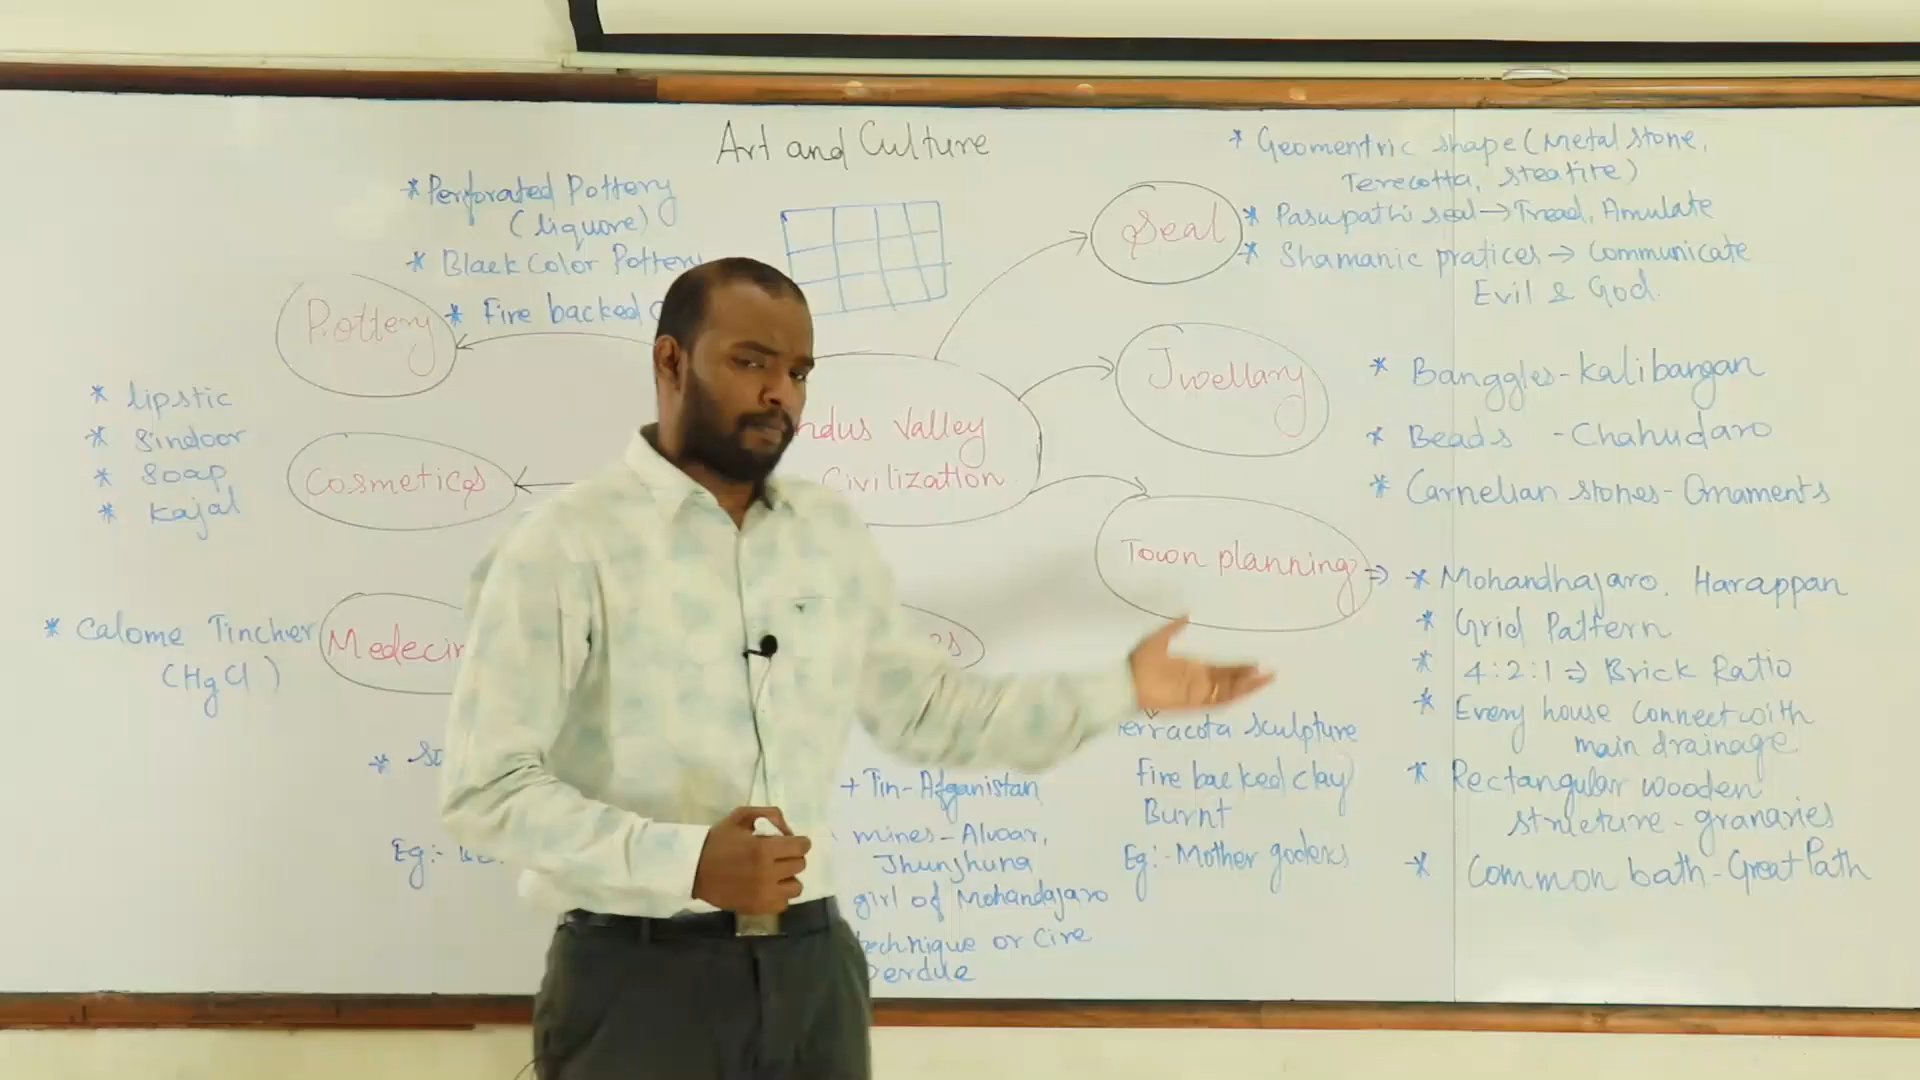 Art and Culture
*Perforated Pottery
(liquore)
* Black Color Pottery
* Fire backed
Pottery
* lipstic
* Sindoor
* Soap
* Kajal
Cosmetics
* Calome Tincher
(HgCl)
Medecin
Eg:-
ndus Valley
Civilization
Seal
* Geomentric shape (Metal stone,
Terecotta, steatite)
* Pasupathi seal→Tread, Amulate
* Shamanic pratices → Communicate
Evil & God.
Jwellary
* Banggles-Kalibangan
* Beads - Chahudaro
* Carnelian stones- Ornaments
Town planning
* Mohandhajaro, Harappan
* Grid Pattern
* 4:2:1 ⇒ Brick Ratio
* Every house connect with
main drainage
* Rectangular wooden
structure - granaries
* Common bath - Great Path
+ Tin-Afganistan
mines-Alwar,
Jhunjhuna
girl of Mohandajaro
technique or Cire
Perdue
erracota sculpture
Fire backed clay
Burnt
Eg:-Mother godens